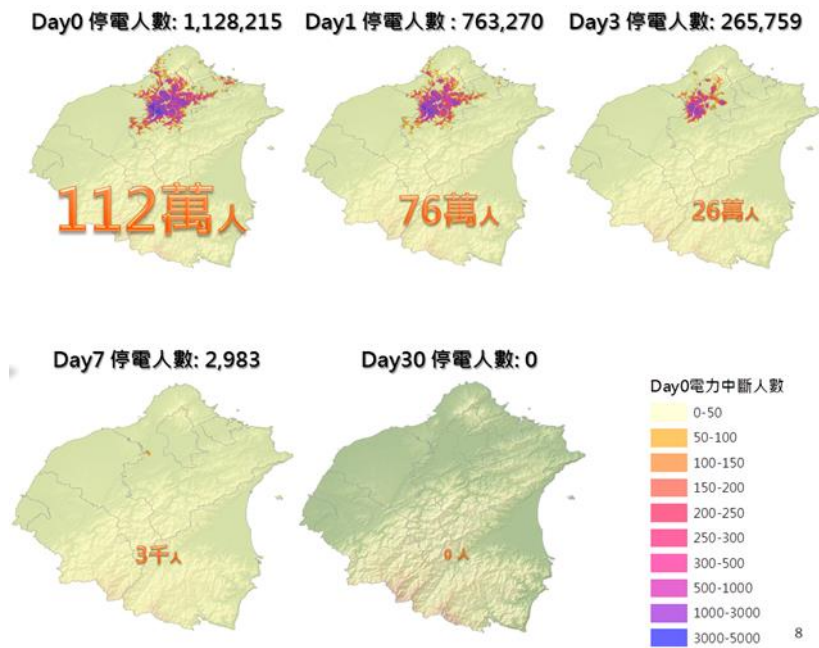 Day0 停電人數: 1,128,215
Day1 停電人數 : 763,270
Day3 停電人數: 265,759
112萬人
76萬人
26萬人
Day7 停電人數: 2,983
Day30 停電人數: 0
3千人
0 人
Day0電力中斷人數
0-50
50-100
100-150
150-200
200-250
250-300
300-500
500-1000
1000-3000
3000-5000
8